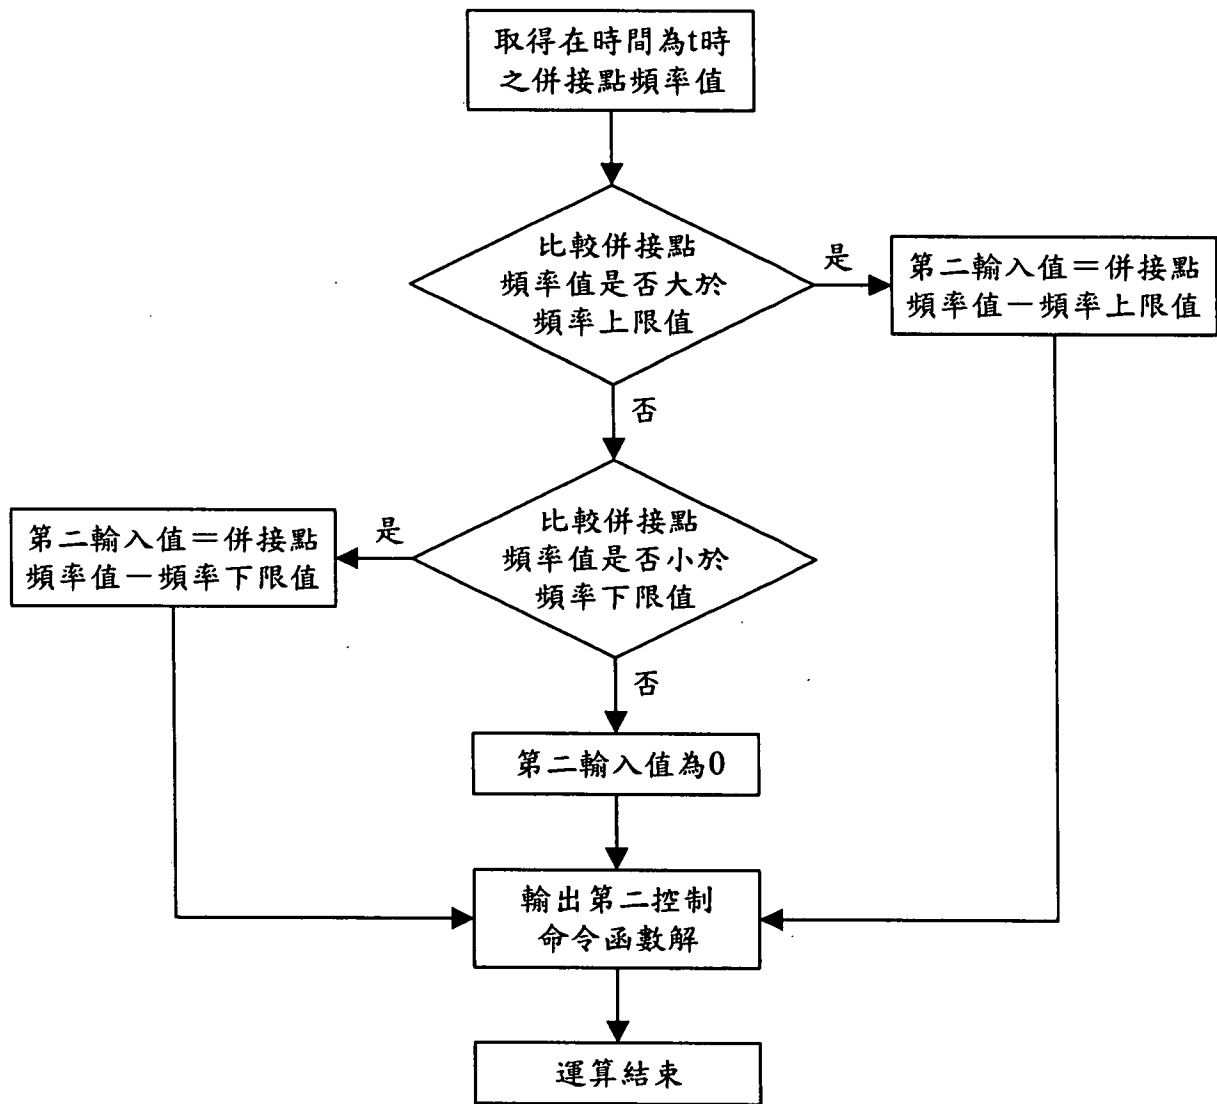 取得在時間為t時
之併接點頻率值
比較併接點
頻率值是否大於
頻率上限值
是
第二輸入值＝併接點
頻率值－頻率上限值
否
比較併接點
頻率值是否小於
頻率下限值
是
第二輸入值＝併接點
頻率值－頻率下限值
否
第二輸入值為0
輸出第二控制
命令函數解
運算結束